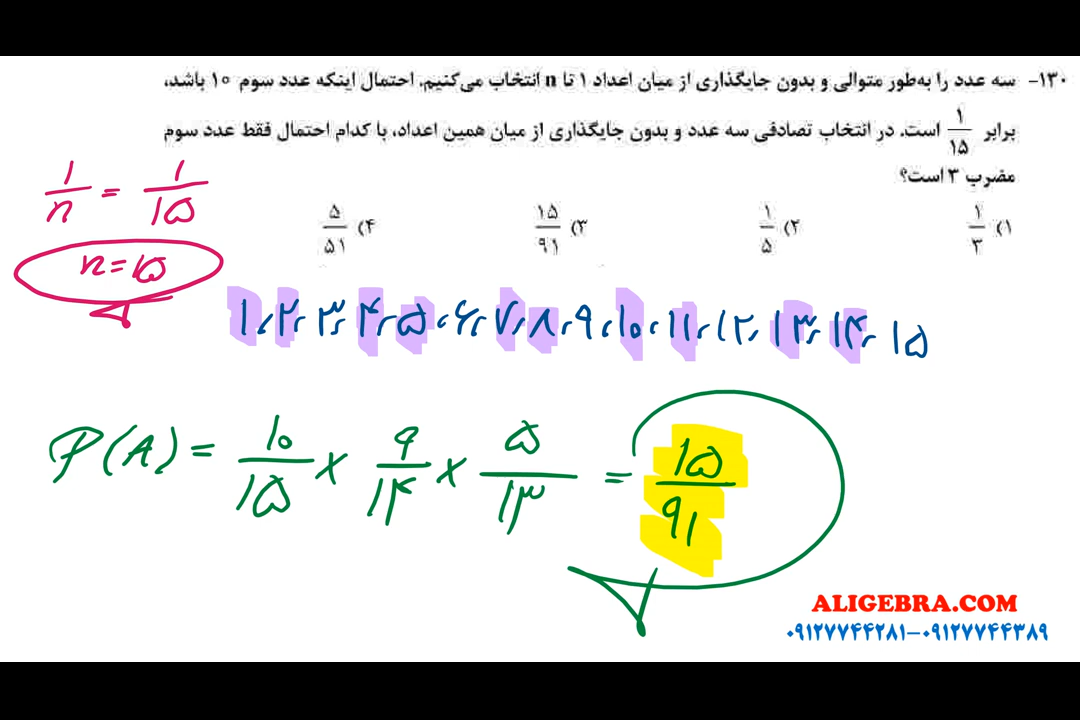 ۱۳۰- سه عدد را به‌طور متوالی و بدون جایگذاری از میان اعداد ۱ تا n انتخاب می‌کنیم. احتمال اینکه عدد سوم ۱۰ باشد،
برابر ۱/۱۵ است. در انتخاب تصادفی سه عدد و بدون جایگذاری از میان همین اعداد، با کدام احتمال فقط عدد سوم
مضرب ۳ است؟
۱) ۱/۳ ۲) ۱/۵ ۳) ۱۵/۹۱ ۴) ۵/۵۱
1/n = 1/۱۵
n=۱۵
۱، ۲، ۳، ۴، ۵، ۶، ۷، ۸، ۹، ۱۰، ۱۱، ۱۲، ۱۳، ۱۴، ۱۵
P(A) = ۱۰/۱۵ × ۹/۱۴ × ۵/۱۳ = ۱۵/۹۱
ALIGEBRA.COM
۰۹۱۲۷۷۴۴۲۸۱-۰۹۱۲۷۷۴۴۳۸۹